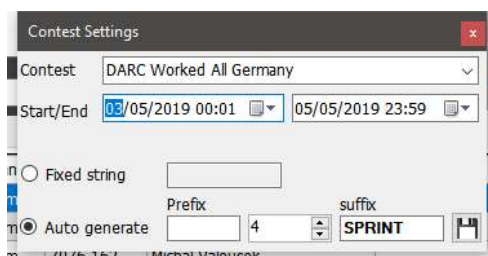 Contest Settings
Contest DARC Worked All Germany
Start/End 03/05/2019 00:01 05/05/2019 23:59
Fixed string
Prefix suffix
Auto generate 4 SPRINT